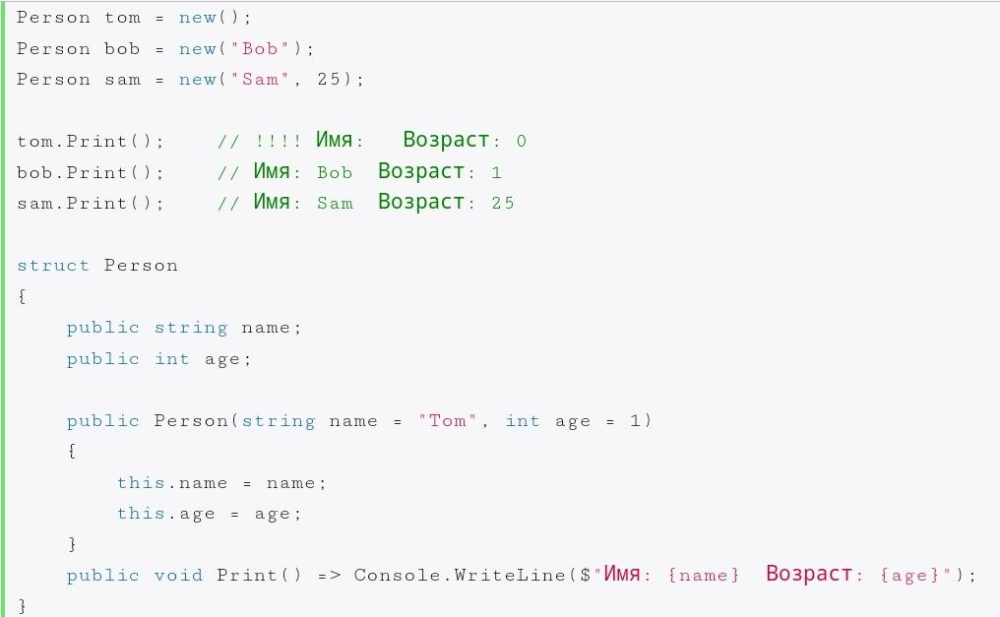 Person tom = new();
Person bob = new("Bob");
Person sam = new("Sam", 25);
tom.Print();    // !!!! Имя:   Возраст: 0
bob.Print();    // Имя: Bob  Возраст: 1
sam.Print();    // Имя: Sam  Возраст: 25
struct Person
{
    public string name;
    public int age;
    public Person(string name = "Tom", int age = 1)
    {
        this.name = name;
        this.age = age;
    }
    public void Print() => Console.WriteLine($"Имя: {name}  Возраст: {age}");
}